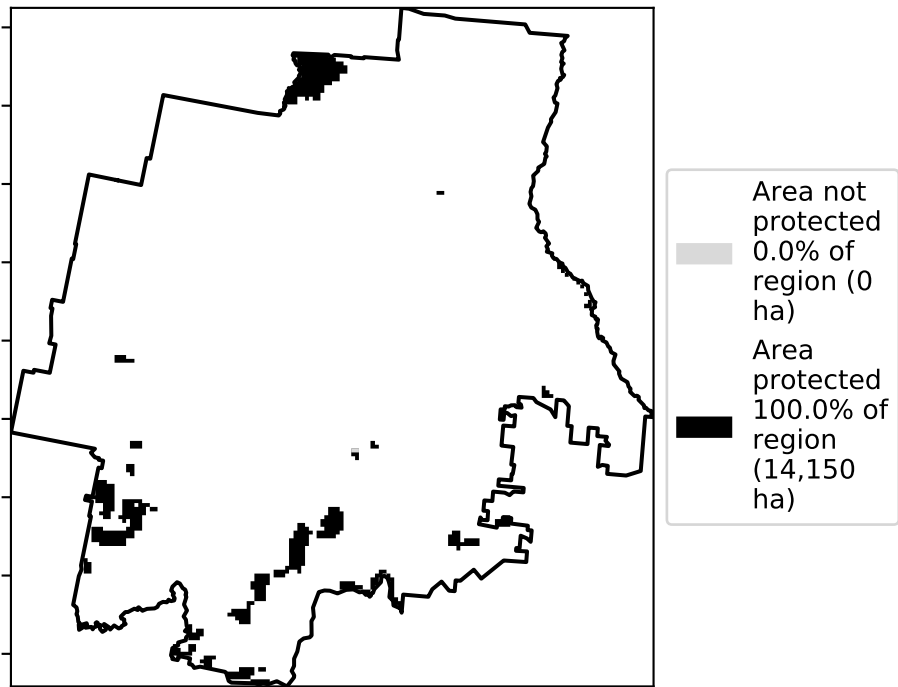 Area not
protected
0.0% of
region (0
ha)
Area
protected
100.0% of
region
(14,150
ha)